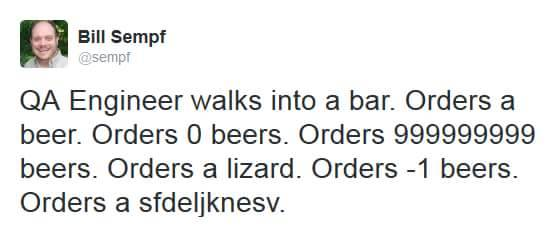 Bill Sempf
@sempf
QA Engineer walks into a bar. Orders a
beer. Orders 0 beers. Orders 999999999
beers. Orders a lizard. Orders -1 beers.
Orders a sfdeljknesv.